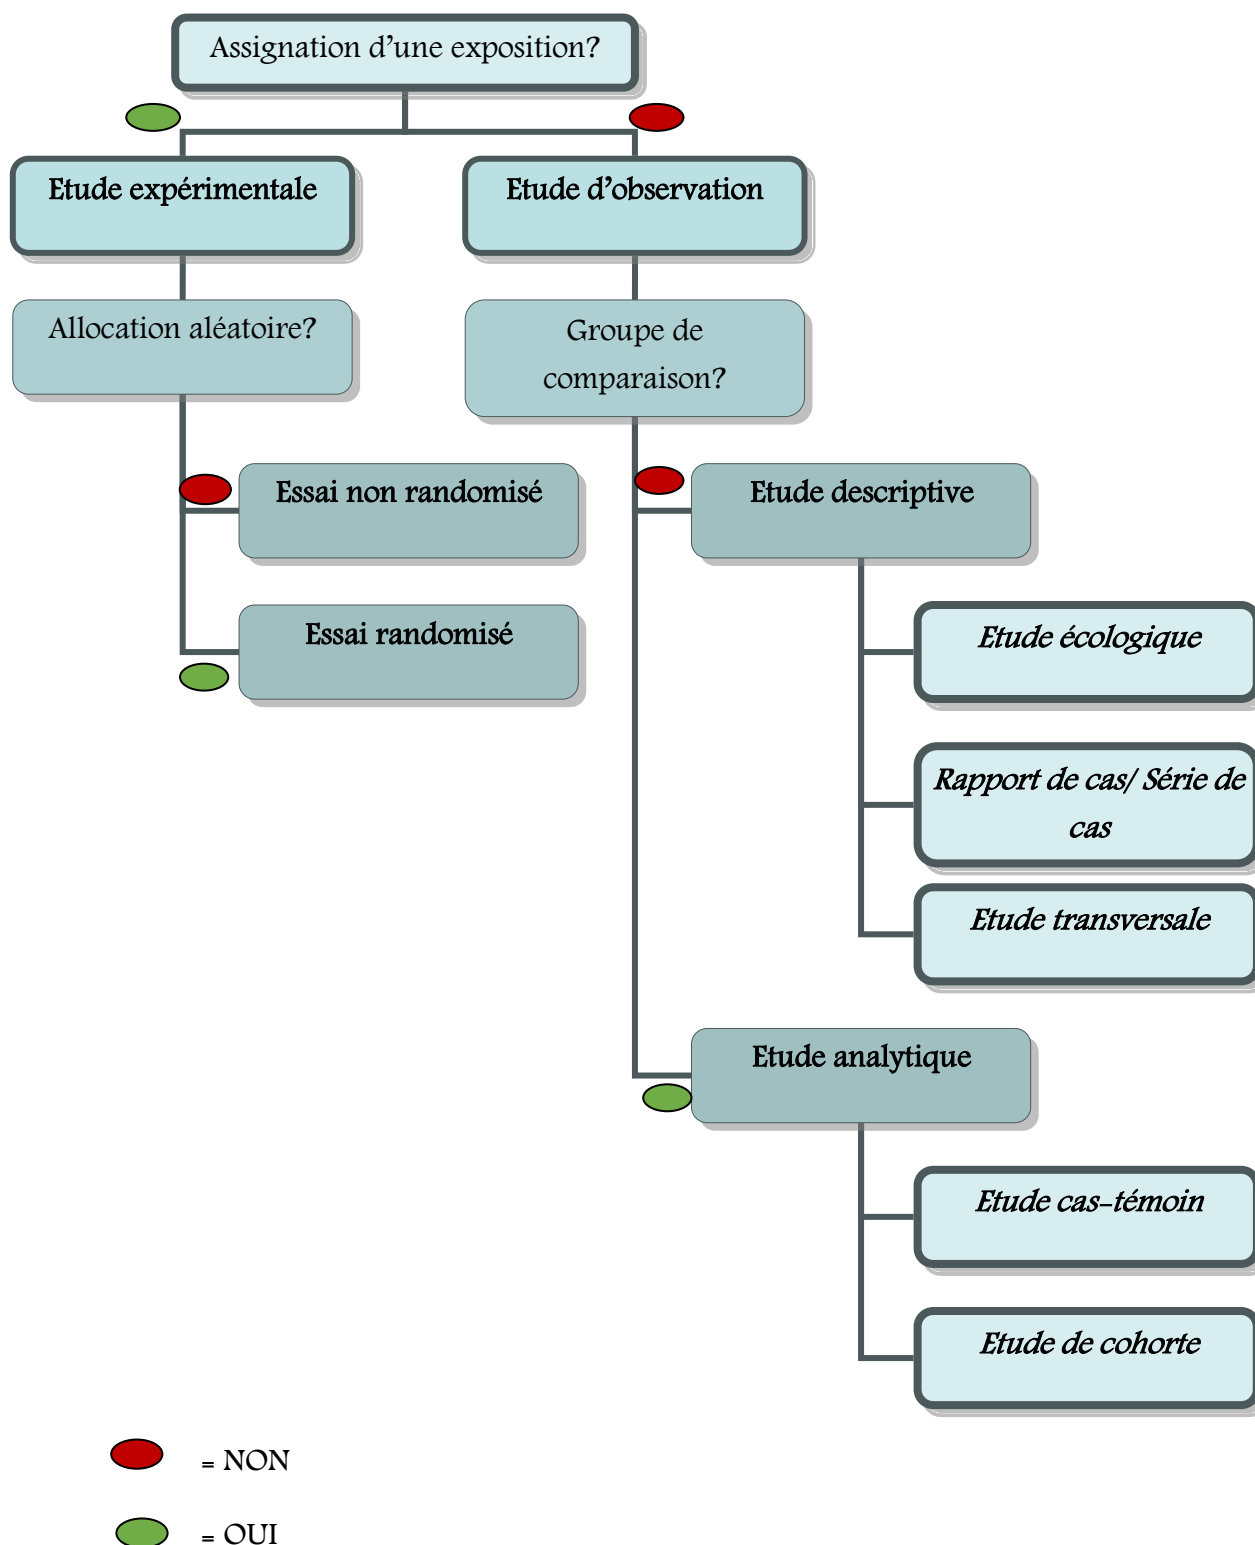 Assignation d’une exposition?
Etude expérimentale
Etude d’observation
Allocation aléatoire?
Groupe de
comparaison?
Essai non randomisé
Etude descriptive
Essai randomisé
Etude écologique
Rapport de cas/ Série de
cas
Etude transversale
Etude analytique
Etude cas-témoin
Etude de cohorte
= NON
= OUI